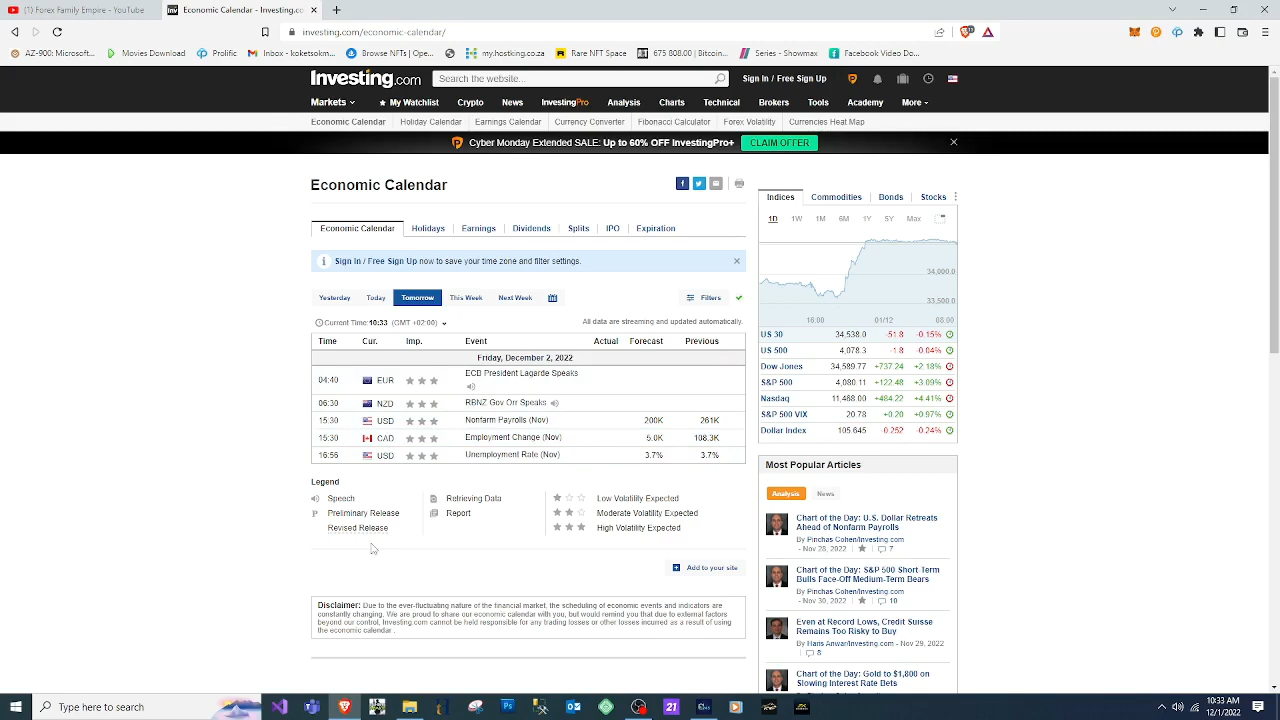 (1) Forex Family Empire - YouTube
Economic Calendar - Investing.co
investing.com/economic-calendar/
AZ-900: Microsoft...
Movies Download
Prolific
Inbox - koketsokm...
Browse NFTs | Ope...
my.hosting.co.za
Rare NFT Space
675 808.00 | Bitcoin...
Series - Showmax
Facebook Video Do...
Investing.com
Search the website...
Sign In / Free Sign Up
Markets
My Watchlist
Crypto
News
InvestingPro
Analysis
Charts
Technical
Brokers
Tools
Academy
More
Economic Calendar
Holiday Calendar
Earnings Calendar
Currency Converter
Fibonacci Calculator
Forex Volatility
Currencies Heat Map
Cyber Monday Extended SALE: Up to 60% OFF InvestingPro+
CLAIM OFFER
Economic Calendar
Economic Calendar Holidays Earnings Dividends Splits IPO Expiration
Sign In / Free Sign Up now to save your time zone and filter settings.
Yesterday Today Tomorrow This Week Next Week Filters
Current Time: 10:33 (GMT +02:00)
All data are streaming and updated automatically.
Time Cur. Imp. Event Actual Forecast Previous
Friday, December 2, 2022
04:40 EUR ECD President Lagarde Speaks
06:30 NZD RBNZ Gov Orr Speaks
15:30 USD Nonfarm Payrolls (Nov) 200K 261K
15:30 CAD Employment Change (Nov) 5.0K 108.3K
16:56 USD Unemployment Rate (Nov) 3.7% 3.7%
Legend
Speech Retrieving Data Low Volatility Expected
Preliminary Release Report Moderate Volatility Expected
Revised Release High Volatility Expected
Add to your site
Disclaimer: Due to the ever-fluctuating nature of the financial market, the scheduling of economic events and indicators are
constantly changing. We are proud to share our economic calendar with you, but would remind you that due to external factors
beyond our control, Investing.com cannot be held responsible for any trading losses or other losses incurred as a result of using
the economic calendar .
Indices Commodities Bonds Stocks
1D 1W 1M 6M 1Y 5Y Max
34,000.0
33,500.0
16:00 01/12 08:00
US 30 34,538.0 -51.8 -0.15%
US 500 4,078.3 -1.8 -0.04%
Dow Jones 34,589.77 +737.24 +2.18%
S&P 500 4,080.11 +122.48 +3.09%
Nasdaq 11,468.00 +484.22 +4.41%
S&P 500 VIX 20.78 +0.20 +0.97%
Dollar Index 105.645 0.252 -0.24%
Most Popular Articles
Analysis News
Chart of the Day: U.S. Dollar Retreats
Ahead of Nonfarm Payrolls
By Pinchas Cohen/Investing.com
- Nov 28, 2022 7
Chart of the Day: S&P 500 Short-Term
Bulls Face-Off Medium-Term Bears
By Pinchas Cohen/Investing.com
- Nov 30, 2022 10
Even at Record Lows, Credit Suisse
Remains Too Risky to Buy
By Haris Anwar/Investing.com - Nov 29, 2022
8
Chart of the Day: Gold to $1,800 on
Slowing Interest Rate Bets
Type here to search
10:33 AM
12/1/2022